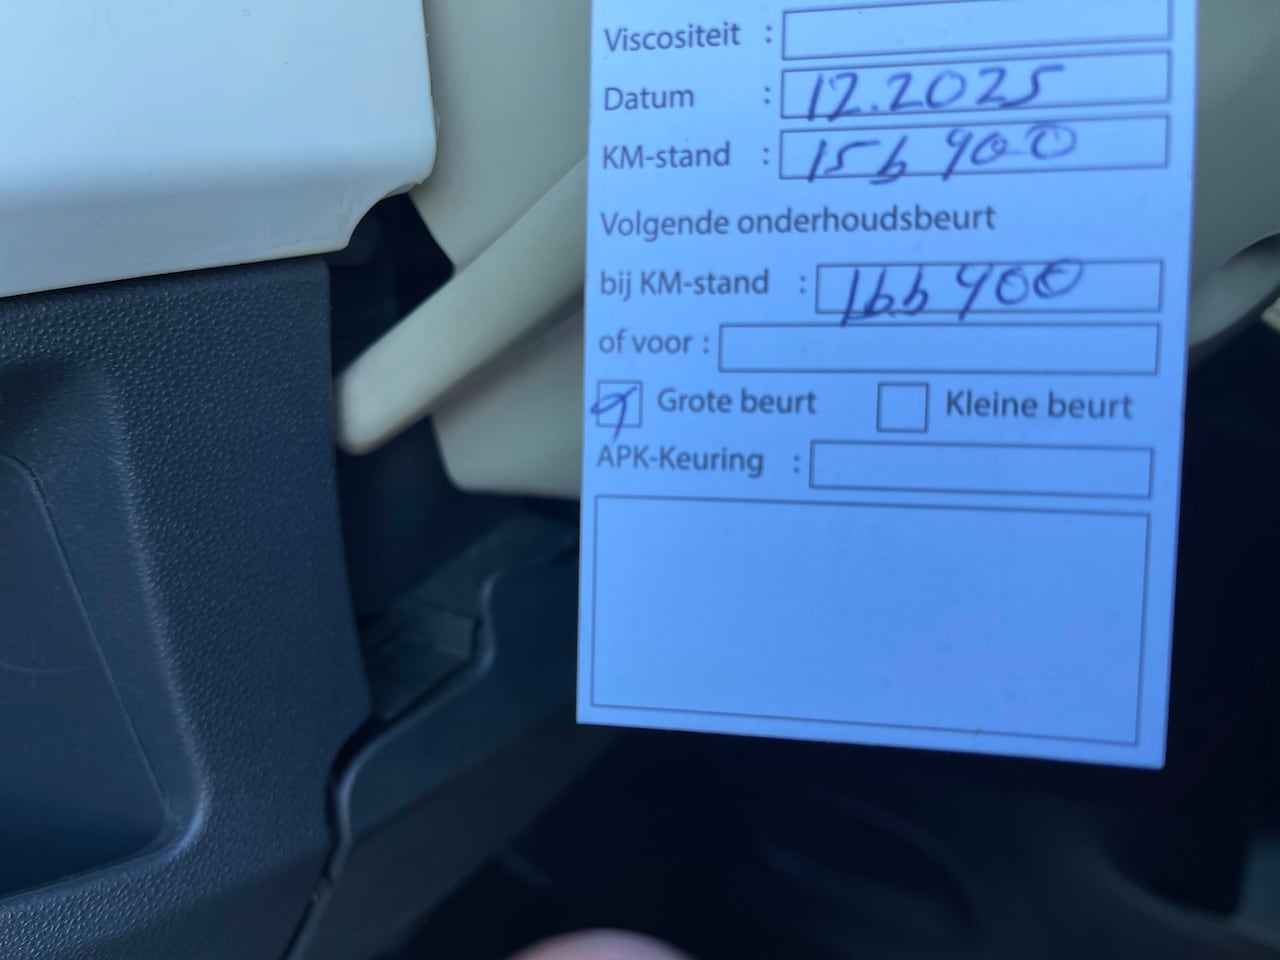 Viscositeit :
Datum : 12.2025
KM-stand : 156 900
Volgende onderhoudsbeurt
bij KM-stand : 166 900
of voor :
Grote beurt Kleine beurt
APK-Keuring :